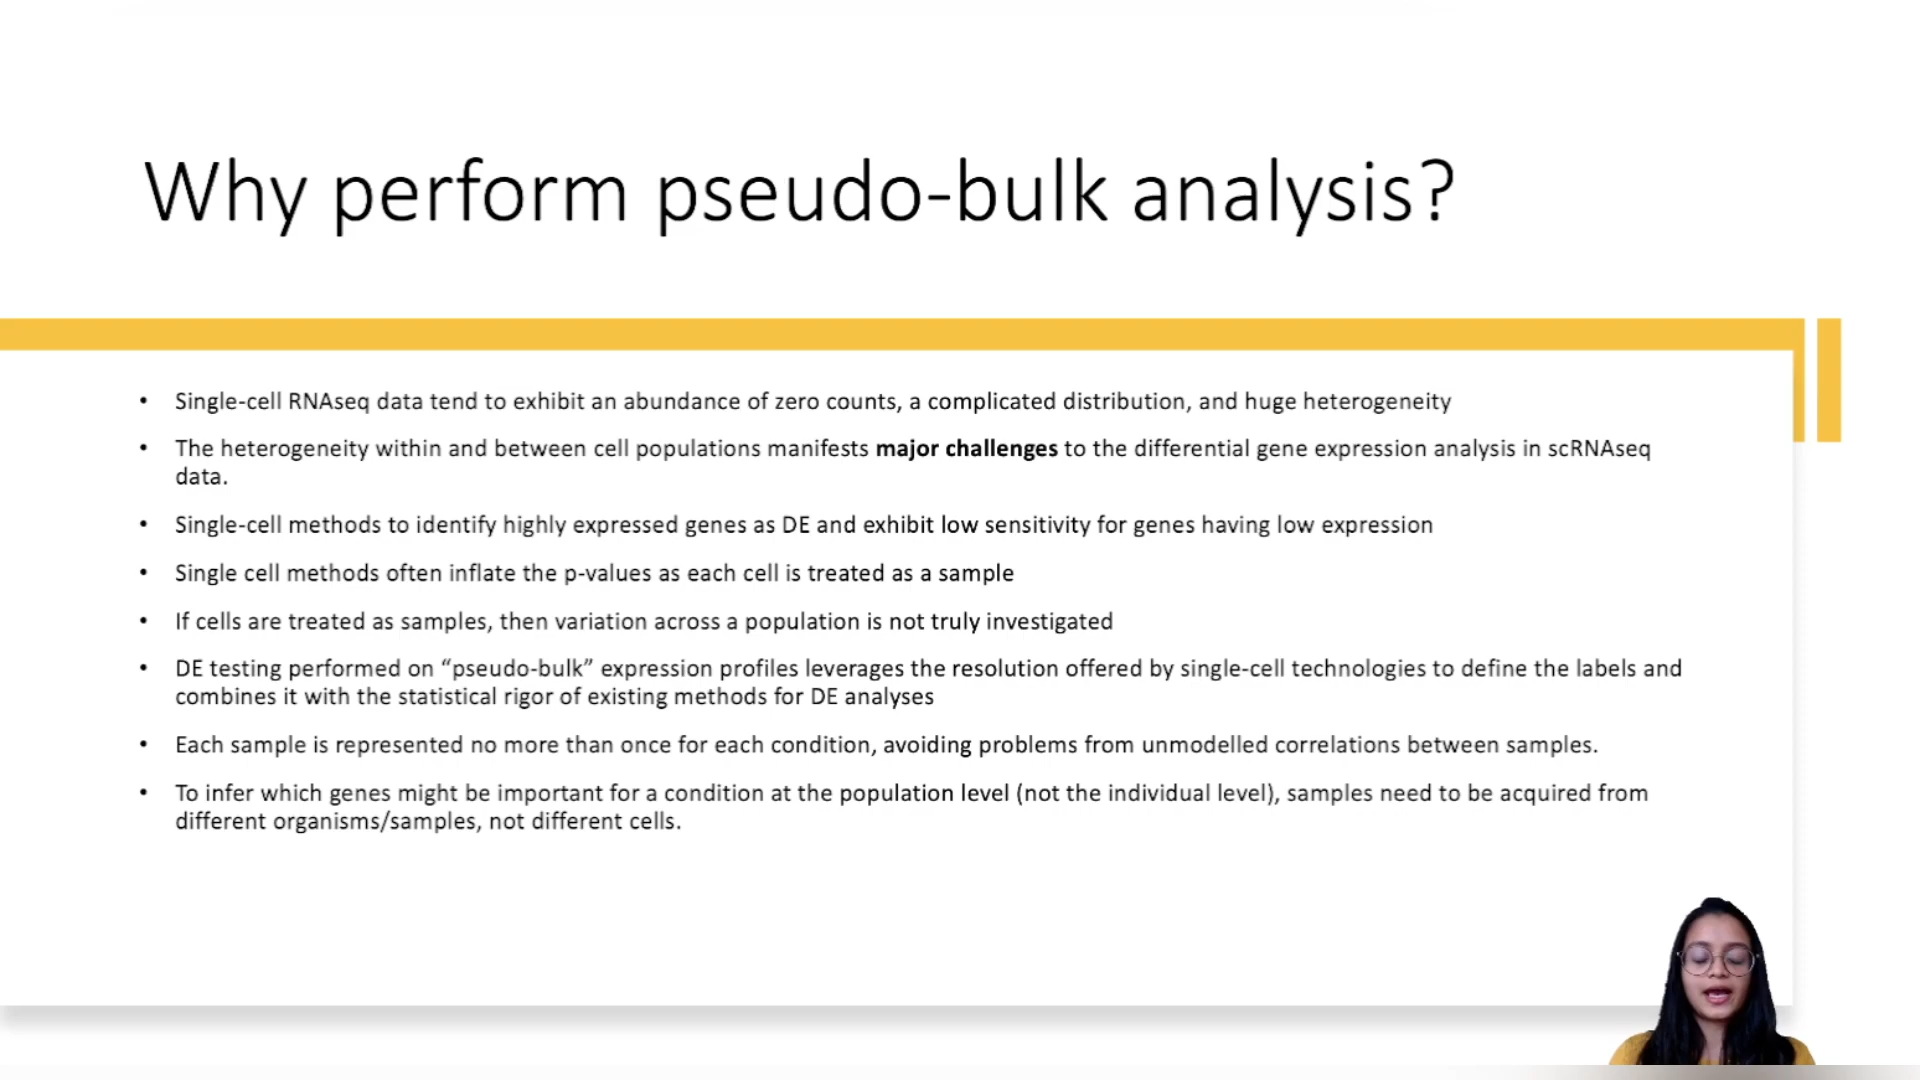 Why perform pseudo-bulk analysis?
• Single-cell RNAseq data tend to exhibit an abundance of zero counts, a complicated distribution, and huge heterogeneity
• The heterogeneity within and between cell populations manifests major challenges to the differential gene expression analysis in scRNAseq
data.
• Single-cell methods to identify highly expressed genes as DE and exhibit low sensitivity for genes having low expression
• Single cell methods often inflate the p-values as each cell is treated as a sample
• If cells are treated as samples, then variation across a population is not truly investigated
• DE testing performed on “pseudo-bulk” expression profiles leverages the resolution offered by single-cell technologies to define the labels and
combines it with the statistical rigor of existing methods for DE analyses
• Each sample is represented no more than once for each condition, avoiding problems from unmodelled correlations between samples.
• To infer which genes might be important for a condition at the population level (not the individual level), samples need to be acquired from
different organisms/samples, not different cells.